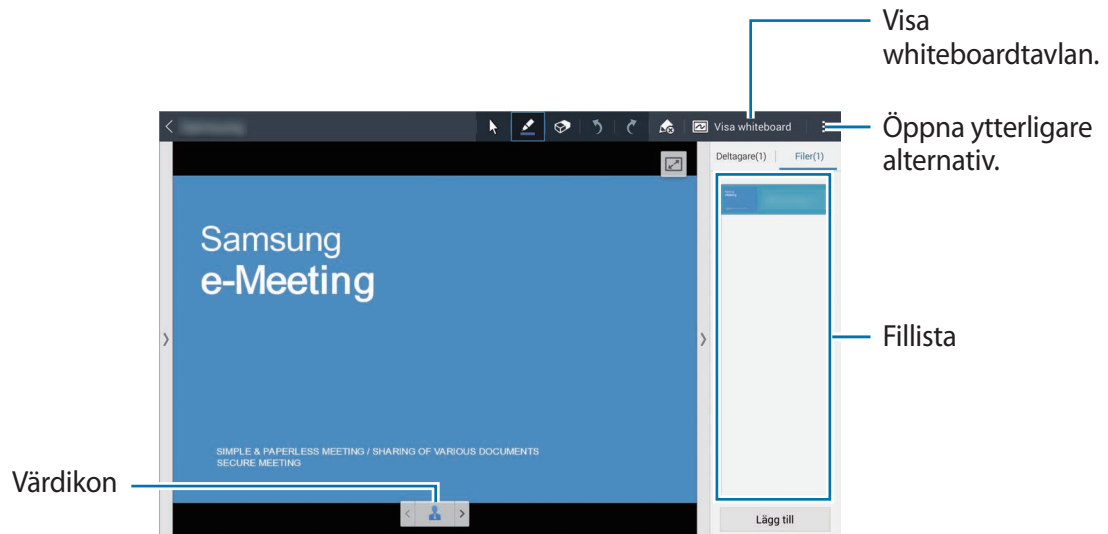 Visa
whiteboardtavlan.
Visa whiteboard
Öppna ytterligare
alternativ.
Deltagare(1)
Filer(1)
Samsung
e-Meeting
Fillista
SIMPLE & PAPERLESS MEETING / SHARING OF VARIOUS DOCUMENTS
SECURE MEETING
Värdikon
Lägg till